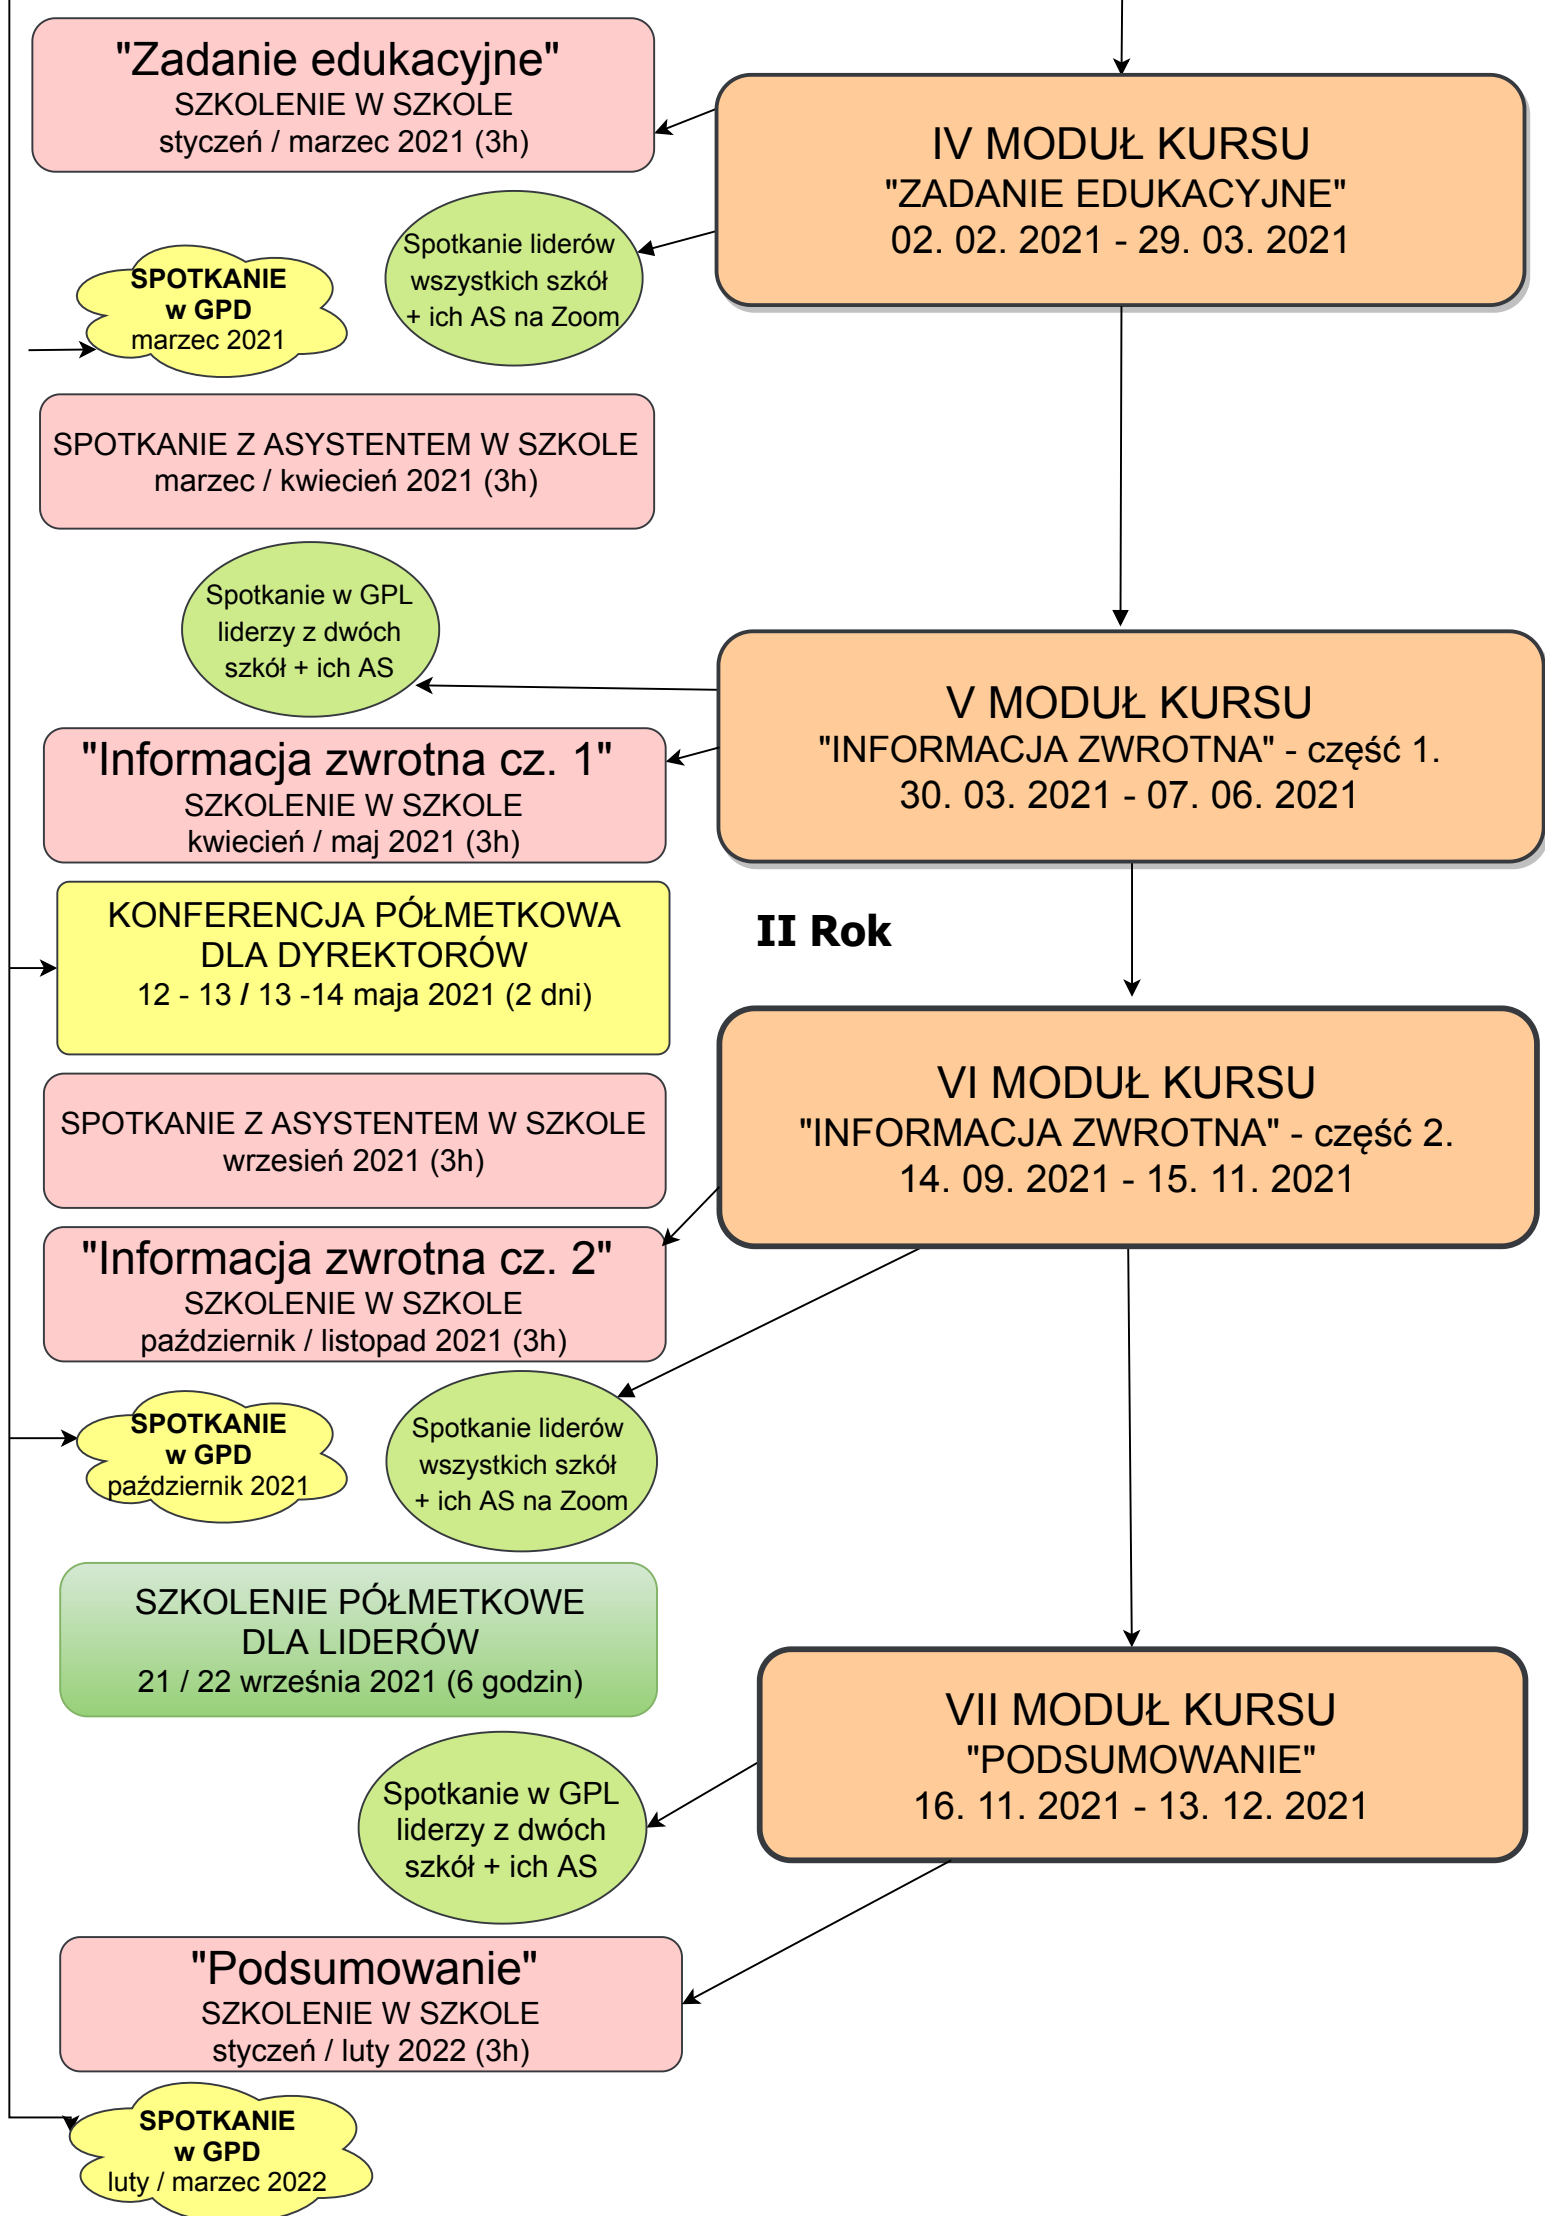 "Zadanie edukacyjne"
SZKOLENIE W SZKOLE
styczeń / marzec 2021 (3h)
IV MODUŁ KURSU
"ZADANIE EDUKACYJNE"
02. 02. 2021 - 29. 03. 2021
Spotkanie liderów
wszystkich szkół
+ ich AS na Zoom
SPOTKANIE
w GPD
marzec 2021
SPOTKANIE Z ASYSTENTEM W SZKOLE
marzec / kwiecień 2021 (3h)
Spotkanie w GPL
liderzy z dwóch
szkół + ich AS
V MODUŁ KURSU
"INFORMACJA ZWROTNA" - część 1.
30. 03. 2021 - 07. 06. 2021
"Informacja zwrotna cz. 1"
SZKOLENIE W SZKOLE
kwiecień / maj 2021 (3h)
KONFERENCJA PÓŁMETKOWA
DLA DYREKTORÓW
12 - 13 / 13 -14 maja 2021 (2 dni)
II Rok
VI MODUŁ KURSU
"INFORMACJA ZWROTNA" - część 2.
14. 09. 2021 - 15. 11. 2021
SPOTKANIE Z ASYSTENTEM W SZKOLE
wrzesień 2021 (3h)
"Informacja zwrotna cz. 2"
SZKOLENIE W SZKOLE
październik / listopad 2021 (3h)
SPOTKANIE
w GPD
październik 2021
Spotkanie liderów
wszystkich szkół
+ ich AS na Zoom
SZKOLENIE PÓŁMETKOWE
DLA LIDERÓW
21 / 22 września 2021 (6 godzin)
VII MODUŁ KURSU
"PODSUMOWANIE"
16. 11. 2021 - 13. 12. 2021
Spotkanie w GPL
liderzy z dwóch
szkół + ich AS
"Podsumowanie"
SZKOLENIE W SZKOLE
styczeń / luty 2022 (3h)
SPOTKANIE
w GPD
luty / marzec 2022